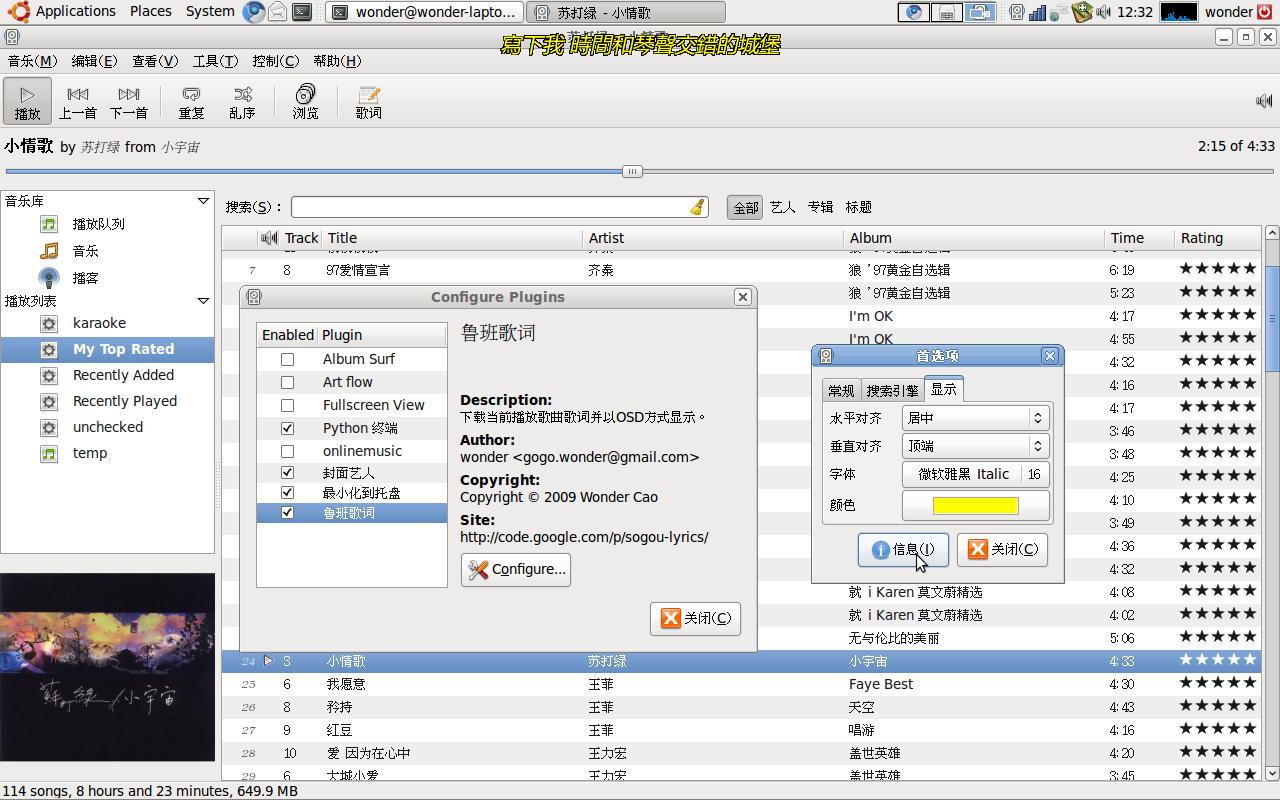 Applications Places System wonder@wonder-lapto... 苏打绿 - 小情歌 12:32 wonder
寫下我 時間和琴聲交錯的城堡
音乐(M) 编辑(E) 查看(V) 工具(T) 控制(C) 帮助(H)
播放 上一首 下一首 重复 乱序 浏览 歌词
小情歌 by 苏打绿 from 小宇宙 2:15 of 4:33
音乐库
播放队列
音乐
播客
播放列表
karaoke
My Top Rated
Recently Added
Recently Played
unchecked
temp
蘇打綠/小宇宙
搜索(S)： 全部 艺人 专辑 标题
Track Title Artist Album Time Rating
7 8 97爱情宣言 齐秦 狼 '97黄金自选辑 6:19 ★★★★★
狼 '97黄金自选辑 5:23 ★★★★★
I'm OK 4:17 ★★★★★
I'm OK 4:55 ★★★★★
4:32 ★★★★★
4:16 ★★★★★
4:17 ★★★★★
3:46 ★★★★★
3:48 ★★★★★
4:25 ★★★★★
4:10 ★★★★★
3:49 ★★★★★
4:36 ★★★★★
4:32 ★★★★★
就 i Karen 莫文蔚精选 4:08 ★★★★★
就 i Karen 莫文蔚精选 4:02 ★★★★★
无与伦比的美丽 5:06 ★★★★★
24 3 小情歌 苏打绿 小宇宙 4:33 ★★★★★
25 6 我愿意 王菲 Faye Best 4:30 ★★★★★
26 8 矜持 王菲 天空 4:43 ★★★★★
27 9 红豆 王菲 唱游 4:16 ★★★★★
28 10 爱 因为在心中 王力宏 盖世英雄 4:20 ★★★★★
29 6 大城小爱 王力宏 盖世英雄 3:45 ★★★★★
Configure Plugins
Enabled Plugin
Album Surf
Art flow
Fullscreen View
Python 终端
onlinemusic
封面艺人
最小化到托盘
鲁班歌词
鲁班歌词
Description:
下载当前播放歌曲歌词并以OSD方式显示。
Author:
wonder <gogo.wonder@gmail.com>
Copyright:
Copyright © 2009 Wonder Cao
Site:
http://code.google.com/p/sogou-lyrics/
Configure...
关闭(C)
首选项
常规 搜索引擎 显示
水平对齐 居中
垂直对齐 顶端
字体 微软雅黑 Italic 16
颜色
信息(I) 关闭(C)
114 songs, 8 hours and 23 minutes, 649.9 MB